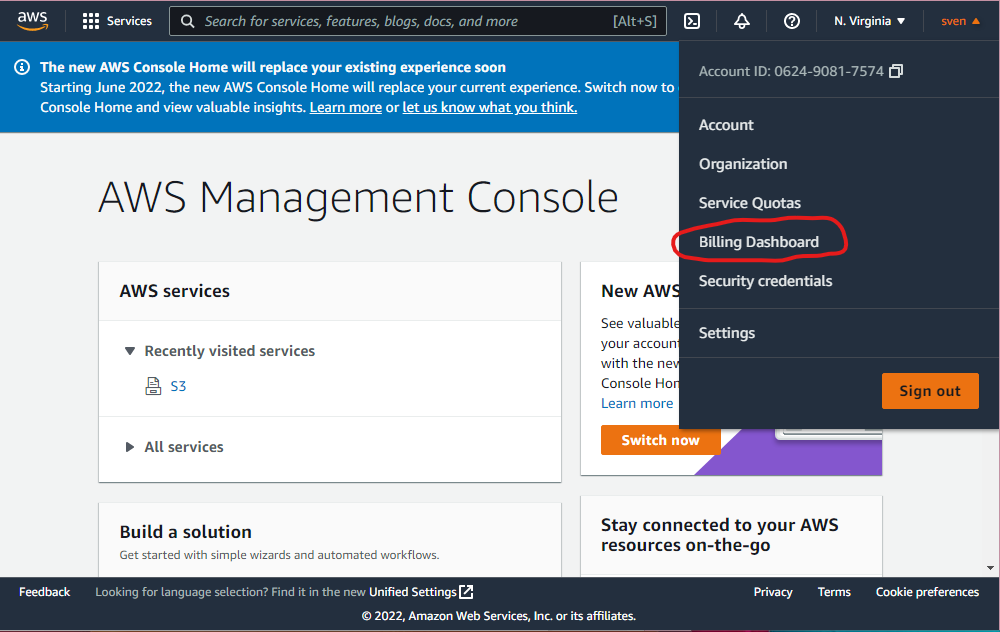 aws
Services
Search for services, features, blogs, docs, and more [Alt+S]
N. Virginia
sven
The new AWS Console Home will replace your existing experience soon
Starting June 2022, the new AWS Console Home will replace your current experience. Switch now to
Console Home and view valuable insights. Learn more or let us know what you think.
Account ID: 0624-9081-7574
Account
Organization
Service Quotas
Billing Dashboard
Security credentials
Settings
Sign out
AWS Management Console
AWS services
Recently visited services
S3
All services
New AWS
See valuable
your account
with the new
Console Hom
Learn more
Switch now
Build a solution
Get started with simple wizards and automated workflows.
Stay connected to your AWS
resources on-the-go
Feedback
Looking for language selection? Find it in the new Unified Settings
Privacy
Terms
Cookie preferences
© 2022, Amazon Web Services, Inc. or its affiliates.